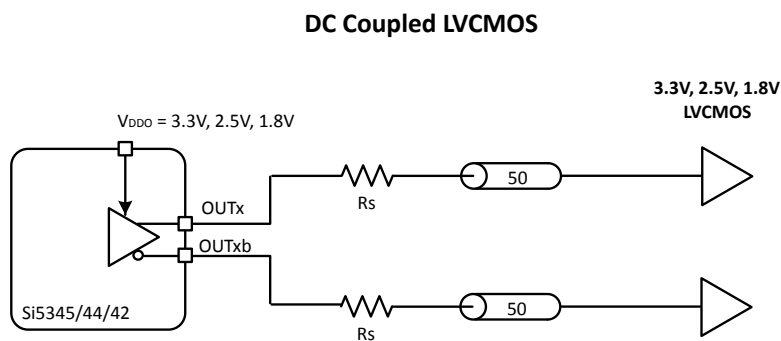 DC Coupled LVCMOS
3.3V, 2.5V, 1.8V
LVCMOS
VDDO = 3.3V, 2.5V, 1.8V
OUTx
Rs
50
OUTxb
Si5345/44/42
Rs
50